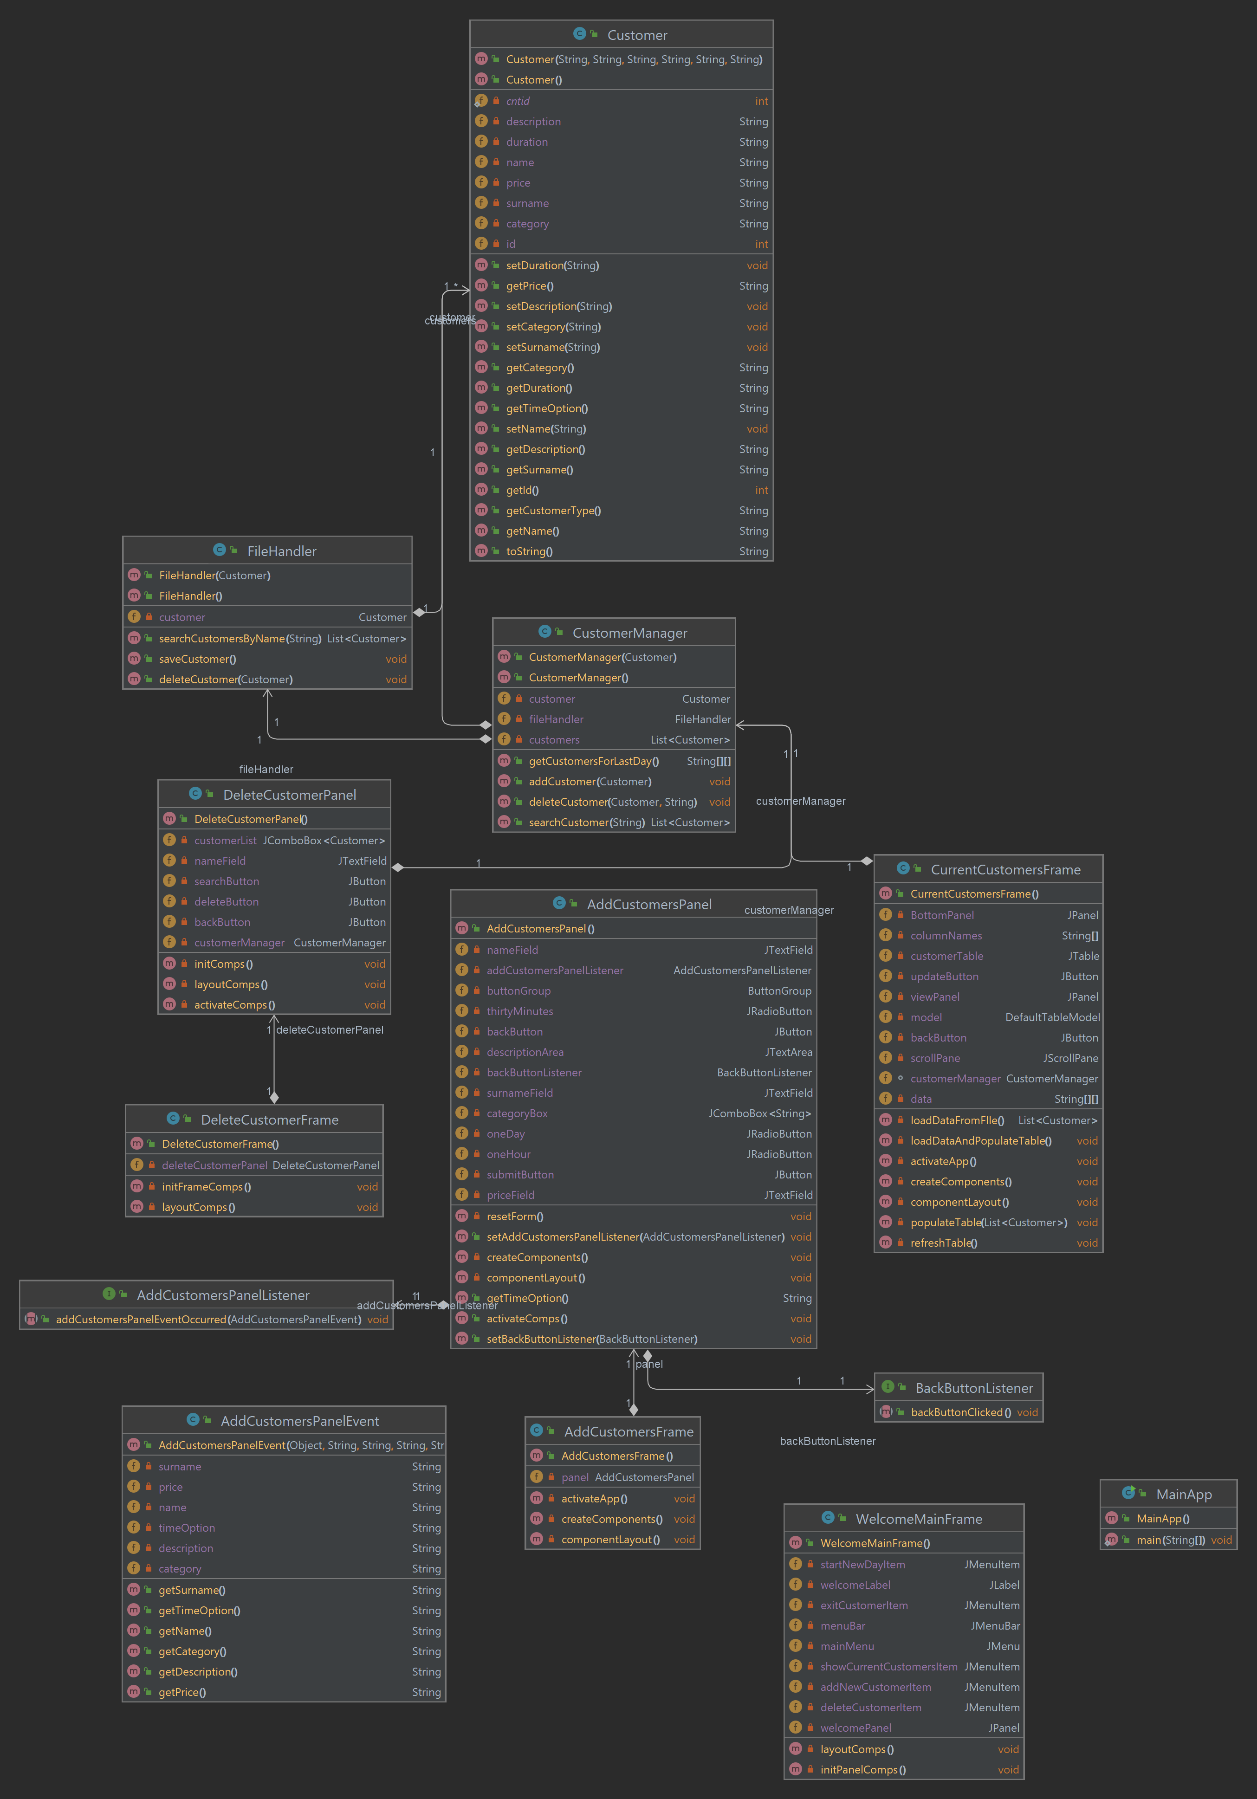 Customer
Customer(String, String, String, String, String, String)
Customer()
cntid int
description String
duration String
name String
price String
surname String
category String
id int
setDuration(String) void
getPrice() String
setDescription(String) void
setCategory(String) void
setSurname(String) void
getCategory() String
getDuration() String
getTimeOption() String
setName(String) void
getDescription() String
getSurname() String
getId() int
getCustomerType() String
getName() String
toString() String
1 *
customer
customers
1
FileHandler
FileHandler(Customer)
FileHandler()
customer Customer
searchCustomersByName(String) List<Customer>
saveCustomer() void
deleteCustomer(Customer) void
1
1
1
fileHandler
CustomerManager
CustomerManager(Customer)
CustomerManager()
customer Customer
fileHandler FileHandler
customers List<Customer>
getCustomersForLastDay() String[][]
addCustomer(Customer) void
deleteCustomer(Customer, String) void
searchCustomer(String) List<Customer>
1 1
customerManager
1
1
customerManager
DeleteCustomerPanel
DeleteCustomerPanel()
customerList JComboBox<Customer>
nameField JTextField
searchButton JButton
deleteButton JButton
backButton JButton
customerManager CustomerManager
initComps() void
layoutComps() void
activateComps() void
1 deleteCustomerPanel
1
DeleteCustomerFrame
DeleteCustomerFrame()
deleteCustomerPanel DeleteCustomerPanel
initFrameComps() void
layoutComps() void
AddCustomersPanel
AddCustomersPanel()
nameField JTextField
addCustomersPanelListener AddCustomersPanelListener
buttonGroup ButtonGroup
thirtyMinutes JRadioButton
backButton JButton
descriptionArea JTextArea
backButtonListener BackButtonListener
surnameField JTextField
categoryBox JComboBox<String>
oneDay JRadioButton
oneHour JRadioButton
submitButton JButton
priceField JTextField
resetForm() void
setAddCustomersPanelListener(AddCustomersPanelListener) void
createComponents() void
componentLayout() void
getTimeOption() String
activateComps() void
setBackButtonListener(BackButtonListener) void
CurrentCustomersFrame
CurrentCustomersFrame()
BottomPanel JPanel
columnNames String[]
customerTable JTable
updateButton JButton
viewPanel JPanel
model DefaultTableModel
backButton JButton
scrollPane JScrollPane
customerManager CustomerManager
data String[][]
loadDataFromFIle() List<Customer>
loadDataAndPopulateTable() void
activateApp() void
createComponents() void
componentLayout() void
populateTable(List<Customer>) void
refreshTable() void
AddCustomersPanelListener
addCustomersPanelEventOccurred(AddCustomersPanelEvent) void
1 1
addCustomersPanelListener
1 panel
1
1 1
backButtonListener
BackButtonListener
backButtonClicked() void
AddCustomersPanelEvent
AddCustomersPanelEvent(Object, String, String, String, Str
surname String
price String
name String
timeOption String
description String
category String
getSurname() String
getTimeOption() String
getName() String
getCategory() String
getDescription() String
getPrice() String
AddCustomersFrame
AddCustomersFrame()
panel AddCustomersPanel
activateApp() void
createComponents() void
componentLayout() void
MainApp
MainApp()
main(String[]) void
WelcomeMainFrame
WelcomeMainFrame()
startNewDayItem JMenuItem
welcomeLabel JLabel
exitCustomerItem JMenuItem
menuBar JMenuBar
mainMenu JMenu
showCurrentCustomersItem JMenuItem
addNewCustomerItem JMenuItem
deleteCustomerItem JMenuItem
welcomePanel JPanel
layoutComps() void
initPanelComps() void